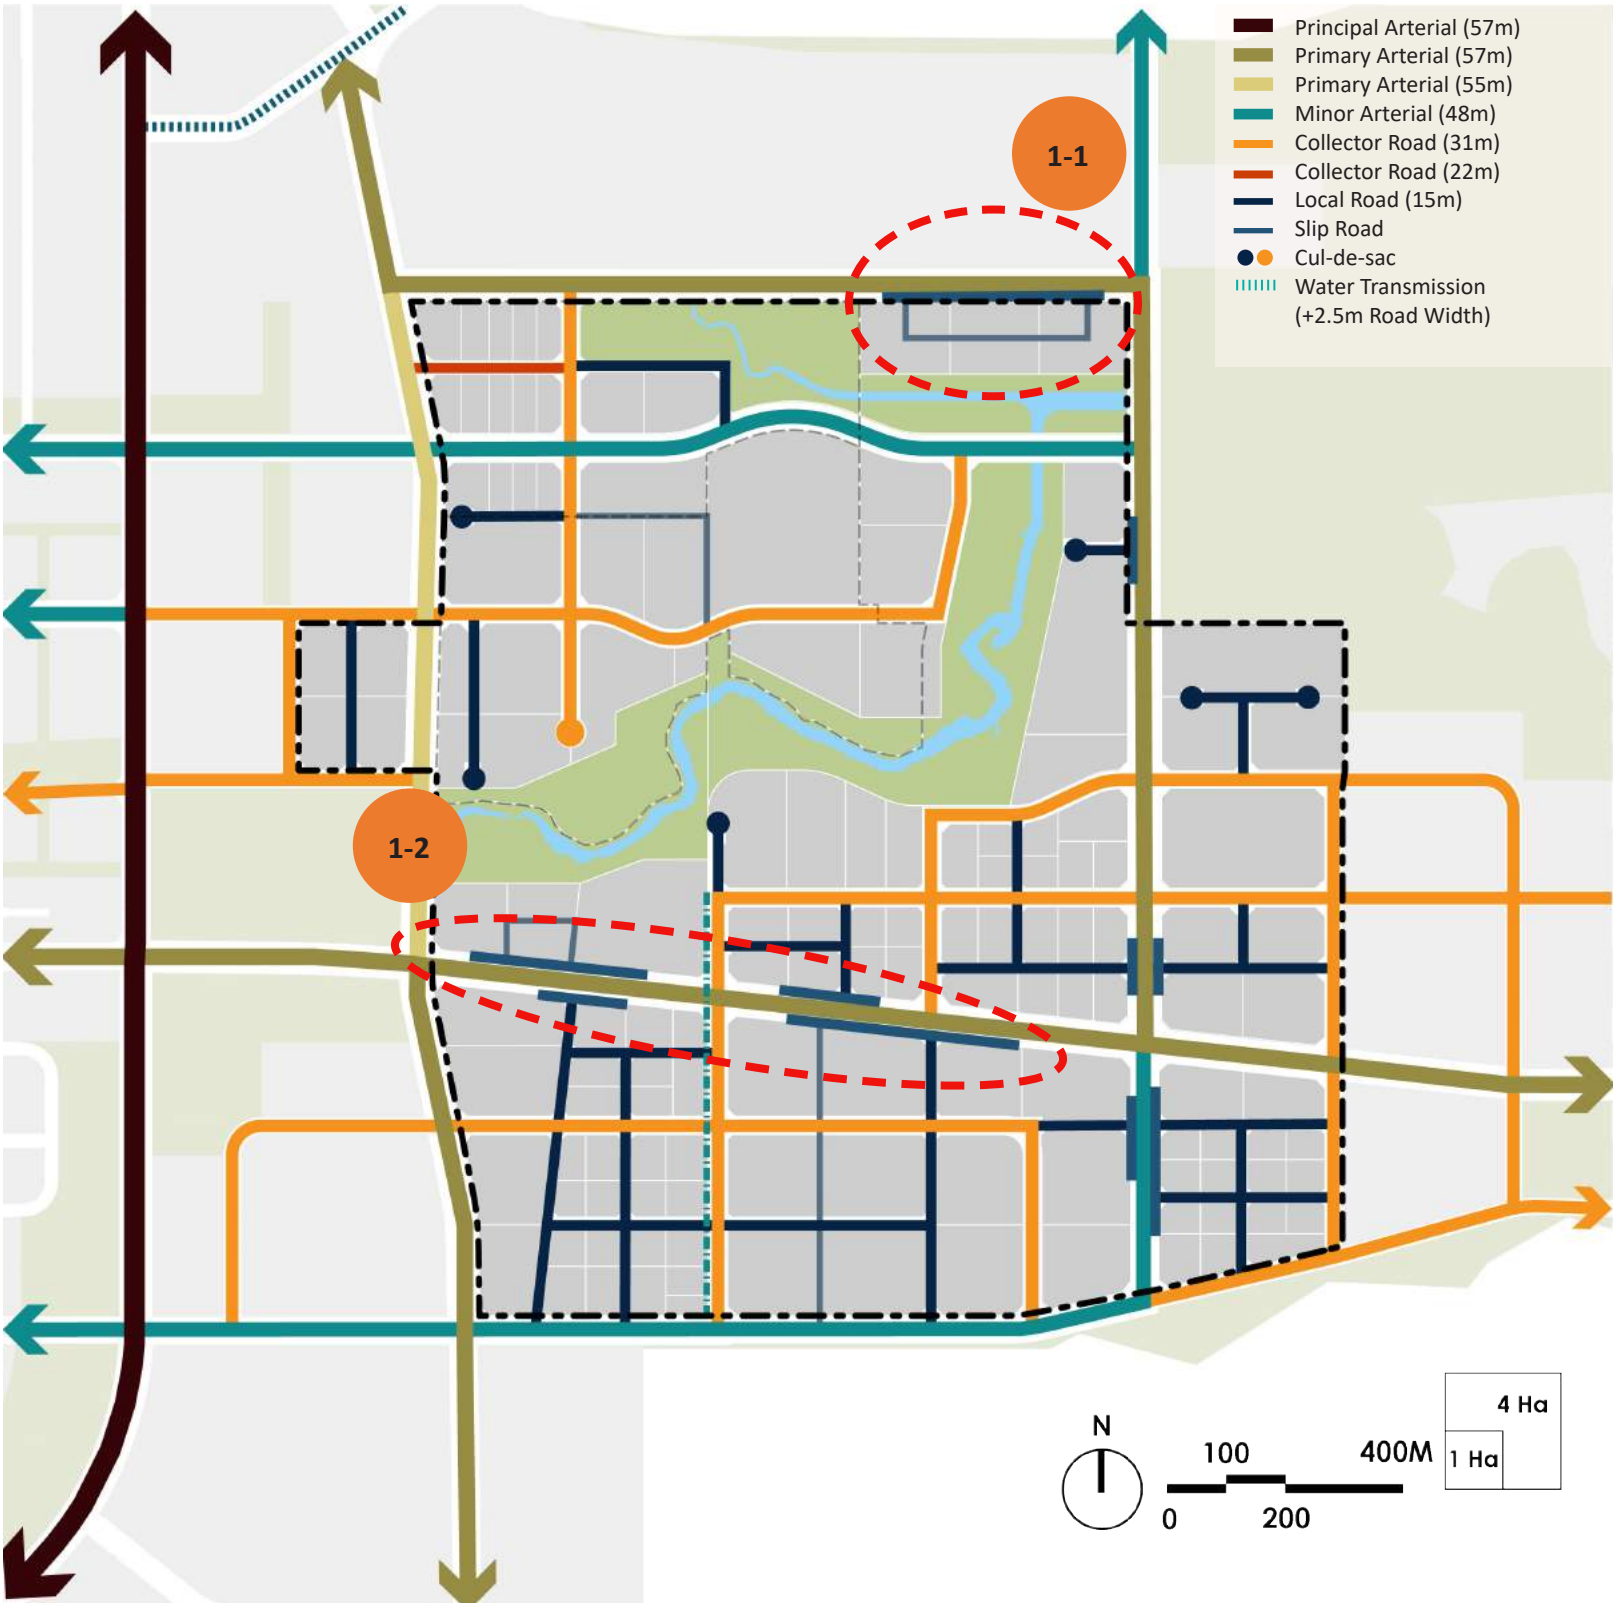 Principal Arterial (57m)
Primary Arterial (57m)
Primary Arterial (55m)
Minor Arterial (48m)
Collector Road (31m)
Collector Road (22m)
Local Road (15m)
Slip Road
Cul-de-sac
Water Transmission
(+2.5m Road Width)
1-1
1-2
N
100
400M
0
200
4 Ha
1 Ha